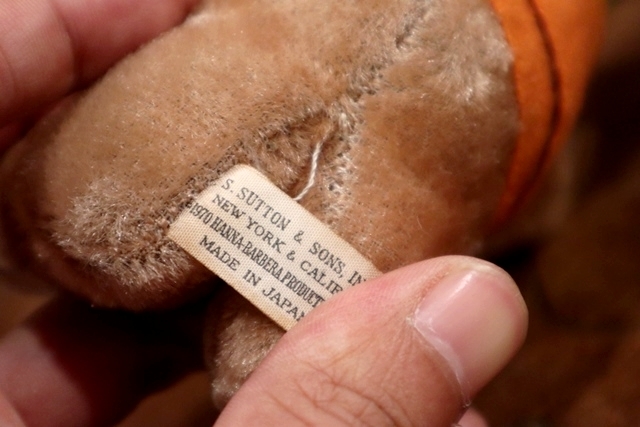 S. SUTTON & SONS, IN
NEW YORK & CALIF
1970 HANNA-BARBERA PRODUCT
MADE IN JAPAN